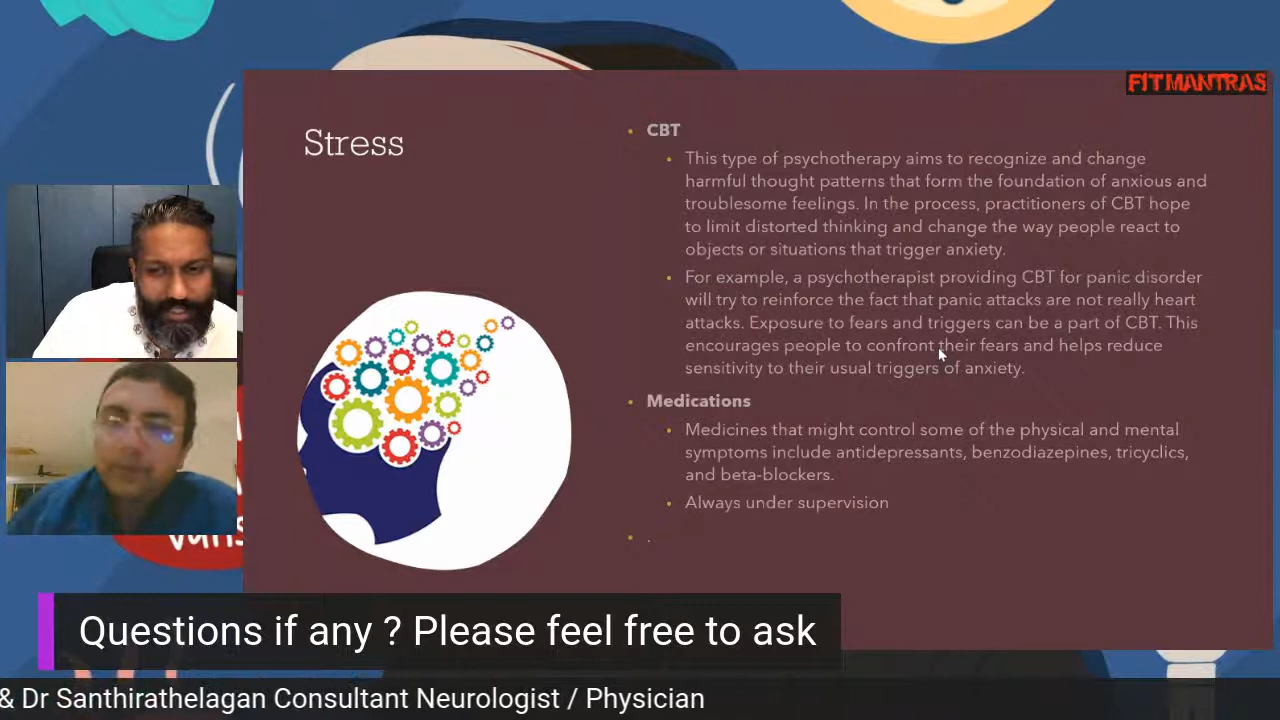 FITMANTRAS
Stress
CBT
This type of psychotherapy aims to recognize and change
harmful thought patterns that form the foundation of anxious and
troublesome feelings. In the process, practitioners of CBT hope
to limit distorted thinking and change the way people react to
objects or situations that trigger anxiety.
For example, a psychotherapist providing CBT for panic disorder
will try to reinforce the fact that panic attacks are not really heart
attacks. Exposure to fears and triggers can be a part of CBT. This
encourages people to confront their fears and helps reduce
sensitivity to their usual triggers of anxiety.
Medications
Medicines that might control some of the physical and mental
symptoms include antidepressants, benzodiazepines, tricyclics,
and beta-blockers.
Always under supervision
.
Questions if any ? Please feel free to ask
& Dr Santhirathelagan Consultant Neurologist / Physician